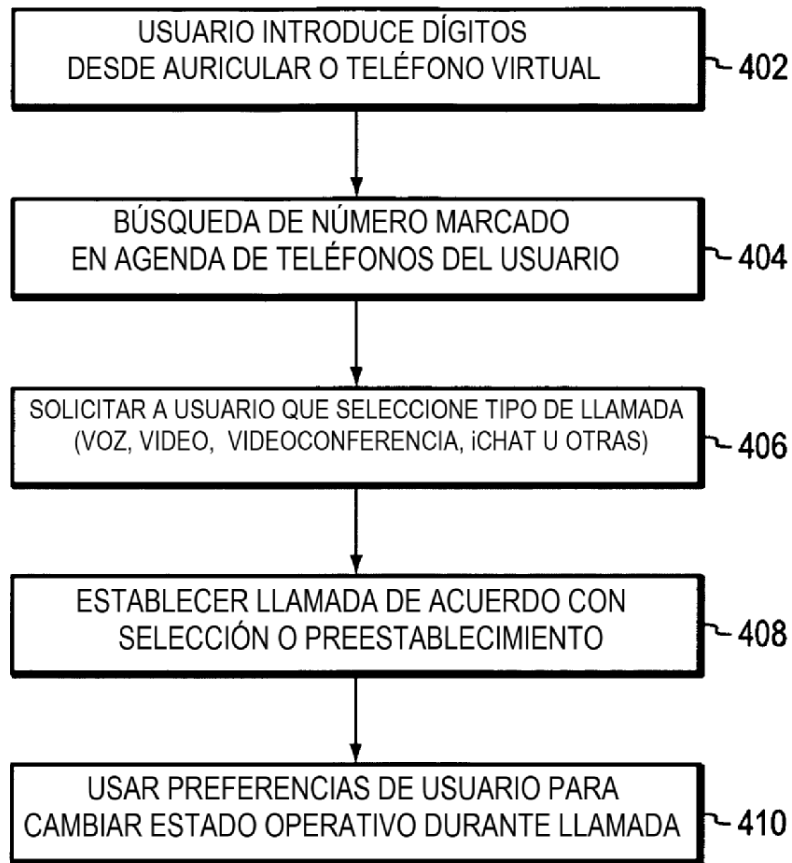 USUARIO INTRODUCE DÍGITOS
DESDE AURICULAR O TELÉFONO VIRTUAL
402
BÚSQUEDA DE NÚMERO MARCADO
EN AGENDA DE TELÉFONOS DEL USUARIO
404
SOLICITAR A USUARIO QUE SELECCIONE TIPO DE LLAMADA
(VOZ, VIDEO, VIDEOCONFERENCIA, iCHAT U OTRAS)
406
ESTABLECER LLAMADA DE ACUERDO CON
SELECCIÓN O PREESTABLECIMIENTO
408
USAR PREFERENCIAS DE USUARIO PARA
CAMBIAR ESTADO OPERATIVO DURANTE LLAMADA
410